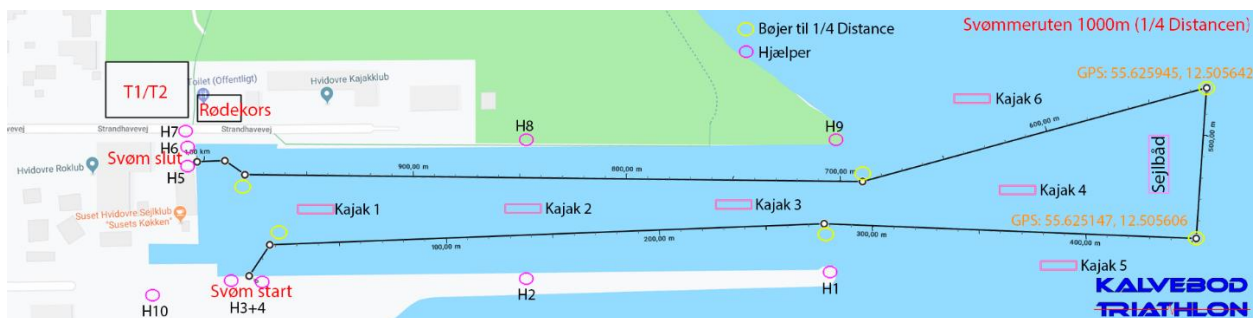 Bøjer til 1/4 Distance
Hjælper
Svømmeruten 1000m (1/4 Distancen)
GPS: 55.625945, 12.505642
Toilet (Offentligt)
Hvidovre Kajakklub
T1/T2
Rødekors
Kajak 6
600,00 m
500,00 m
Strandhavevej
Strandhavevej
H7
H8
H9
H6
Svøm slut
H5
Hvidovre Roklub
900,00 m
800,00 m
700,00 m
Sejlbåd
Kajak 4
Suset Hvidovre Sejlklub
"Susets Køkken"
Kajak 1
Kajak 2
Kajak 3
GPS: 55.625147, 12.505606
100,00 m
200,00 m
300,00 m
400,00 m
Kajak 5
Svøm start
H10
H3+4
H2
H1
KALVEBOD
TRIATHLON